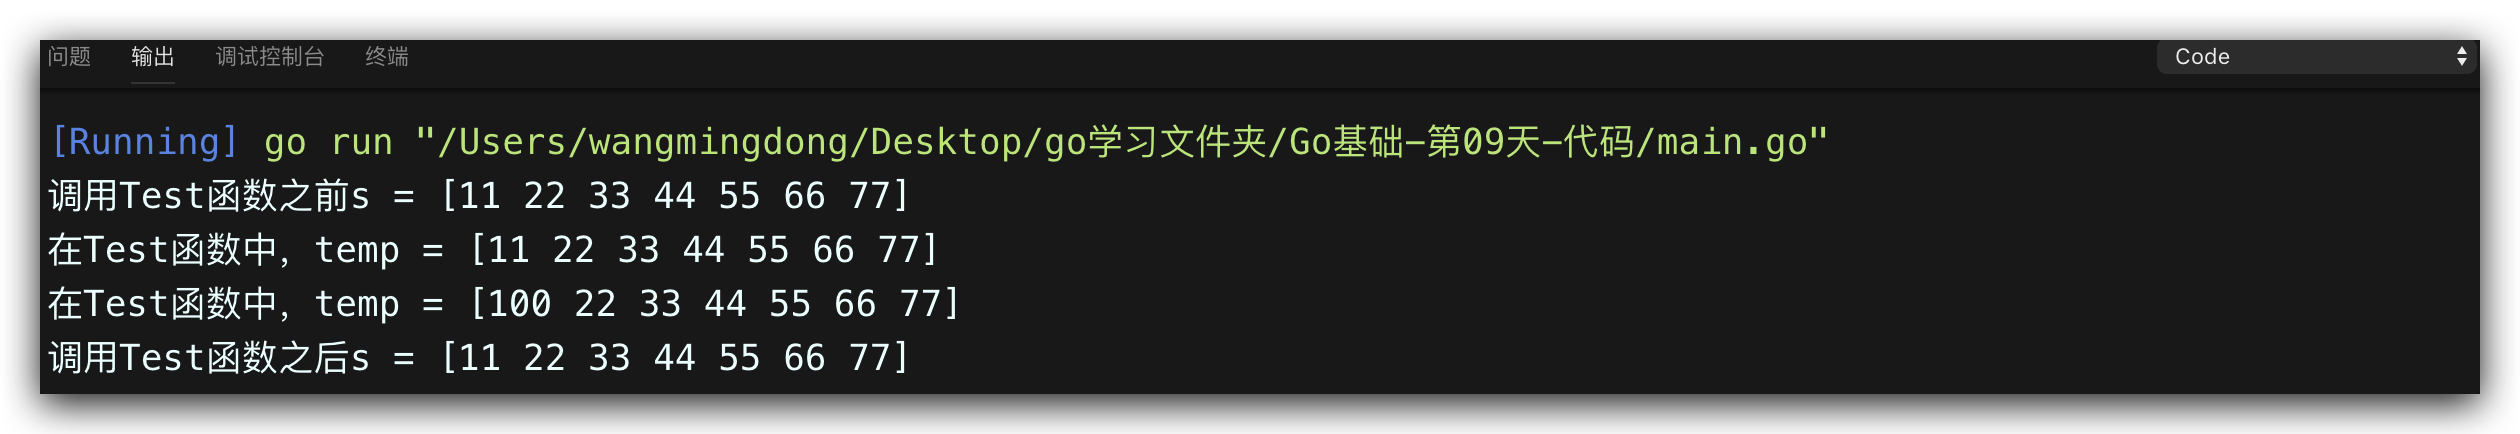 问题 输出 调试控制台 终端 Code
[Running] go run "/Users/wangmingdong/Desktop/go学习文件夹/Go基础-第09天-代码/main.go"
调用Test函数之前s = [11 22 33 44 55 66 77]
在Test函数中, temp = [11 22 33 44 55 66 77]
在Test函数中, temp = [100 22 33 44 55 66 77]
调用Test函数之后s = [11 22 33 44 55 66 77]